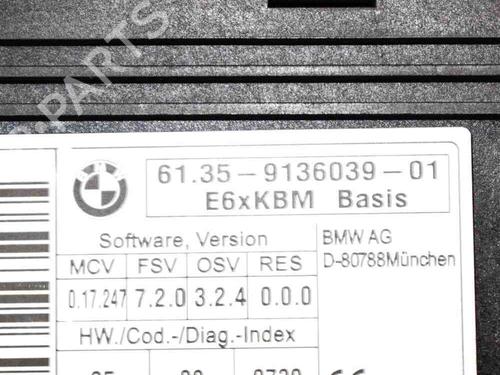 61.35 - 9136039 - 01
E6xKBM Basis
Software, Version
BMW AG
D-80788München
MCV FSV OSV RES
0.17.247 7.2.0 3.2.4 0.0.0
HW./Cod.-/Diag.-Index